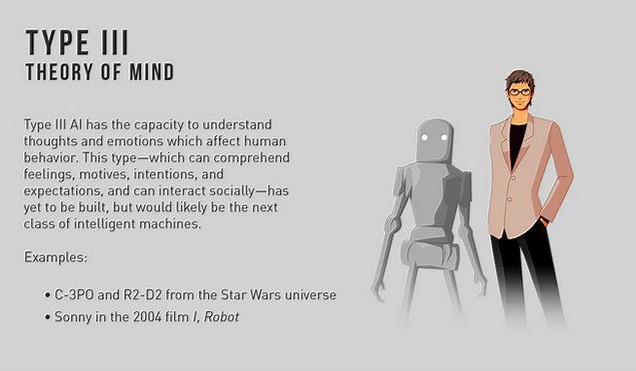 TYPE III
THEORY OF MIND
Type III AI has the capacity to understand
thoughts and emotions which affect human
behavior. This type—which can comprehend
feelings, motives, intentions, and
expectations, and can interact socially—has
yet to be built, but would likely be the next
class of intelligent machines.
Examples:
• C-3PO and R2-D2 from the Star Wars universe
• Sonny in the 2004 film I, Robot